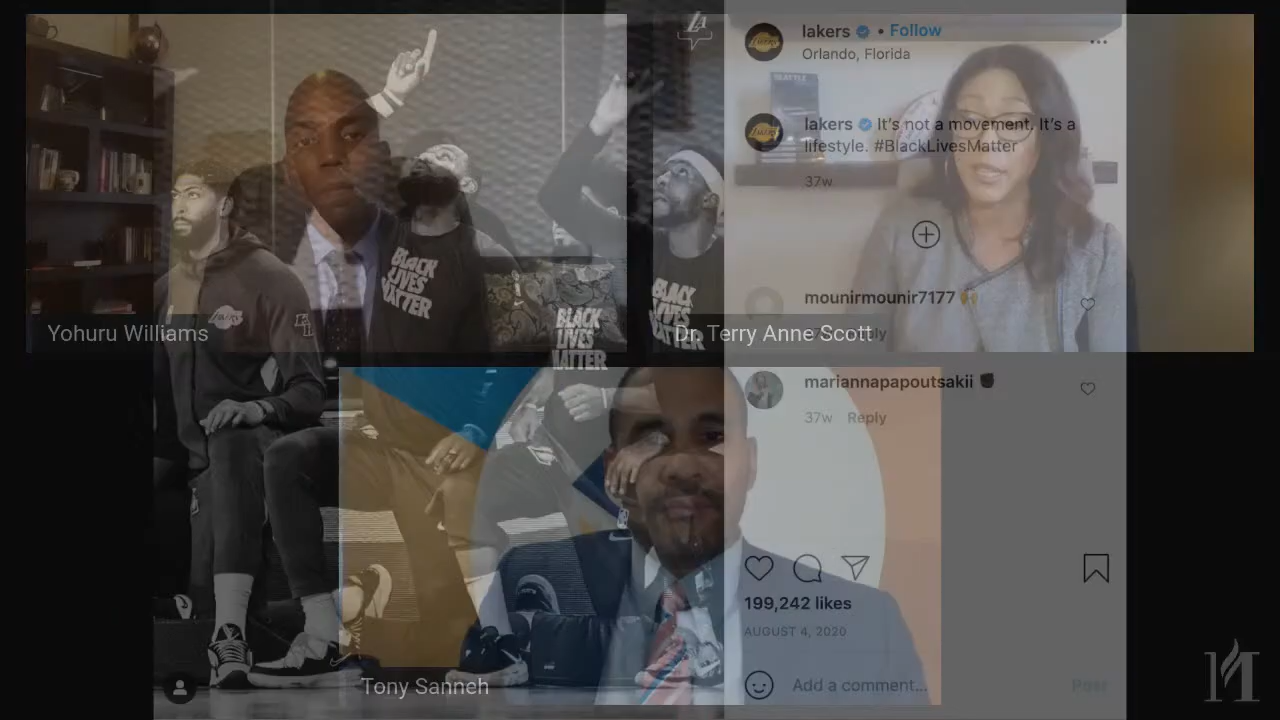 lakers • Follow
Orlando, Florida
lakers It's not a movement. It's a
lifestyle. #BlackLivesMatter
37w
mounirmounir7177
Yohuru Williams
Dr. Terry Anne Scott
BLACK
LIVES
MATTER
BLACK
LIVES
MATTER
BLACK
LIVES
MATTER
mariannapapoutsakii
37w Reply
199,242 likes
AUGUST 4, 2020
Tony Sanneh
Add a comment...
Post